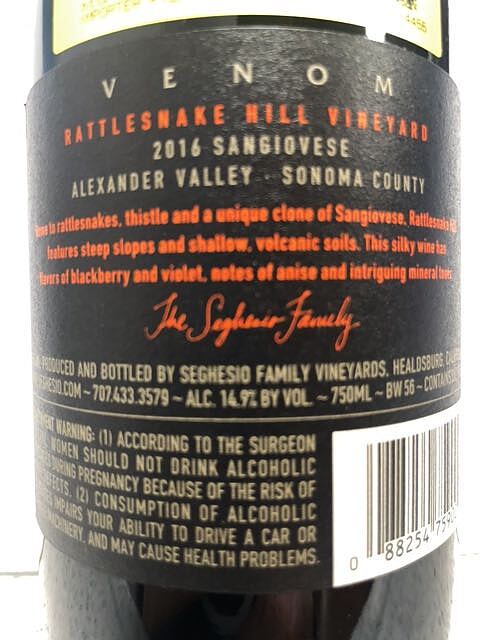 IMPORTER
4455
VENOM
RATTLESNAKE HILL VINEYARD
2016 SANGIOVESE
ALEXANDER VALLEY · SONOMA COUNTY
to rattlesnakes, thistle and a unique clone of Sangiovese. Rattlesnake
features steep slopes and shallow, volcanic soils. This silky wine has
flavors of blackberry and violet, notes of anise and intriguing mineral
The Seghesio Family
PRODUCED AND BOTTLED BY SEGHESIO FAMILY VINEYARDS, HEALDSBURG,
GHESIO.COM ~ 707.433.3579 ~ ALC. 14.9% BY VOL. ~ 750ML ~ BW 56 ~ CONTAINS
WARNING: (1) ACCORDING TO THE SURGEON
WOMEN SHOULD NOT DRINK ALCOHOLIC
DURING PREGNANCY BECAUSE OF THE RISK OF
(2) CONSUMPTION OF ALCOHOLIC
IMPAIRS YOUR ABILITY TO DRIVE A CAR OR
MACHINERY, AND MAY CAUSE HEALTH PROBLEMS.
0 88254 759